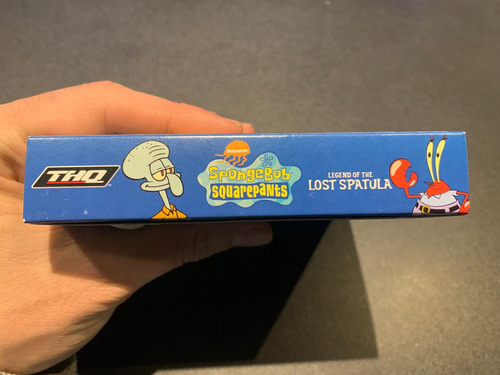 THQ
NICKELODEON
SpongeBob
SQUAREPANTS
LEGEND OF THE
LOST SPATULA